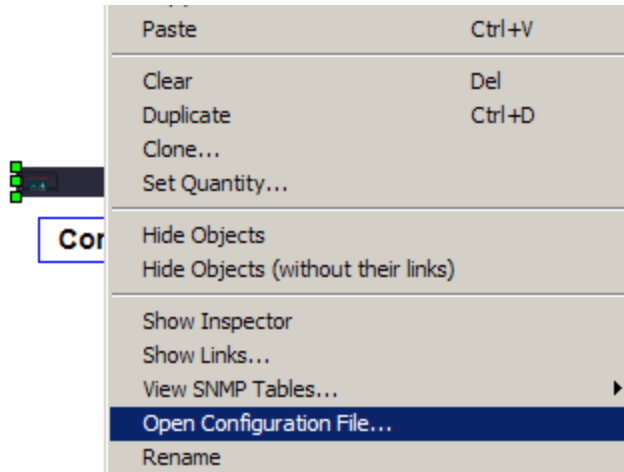 Paste Ctrl+V
Clear Del
Duplicate Ctrl+D
Clone...
Set Quantity...
Cor
Hide Objects
Hide Objects (without their links)
Show Inspector
Show Links...
View SNMP Tables...
Open Configuration File...
Rename